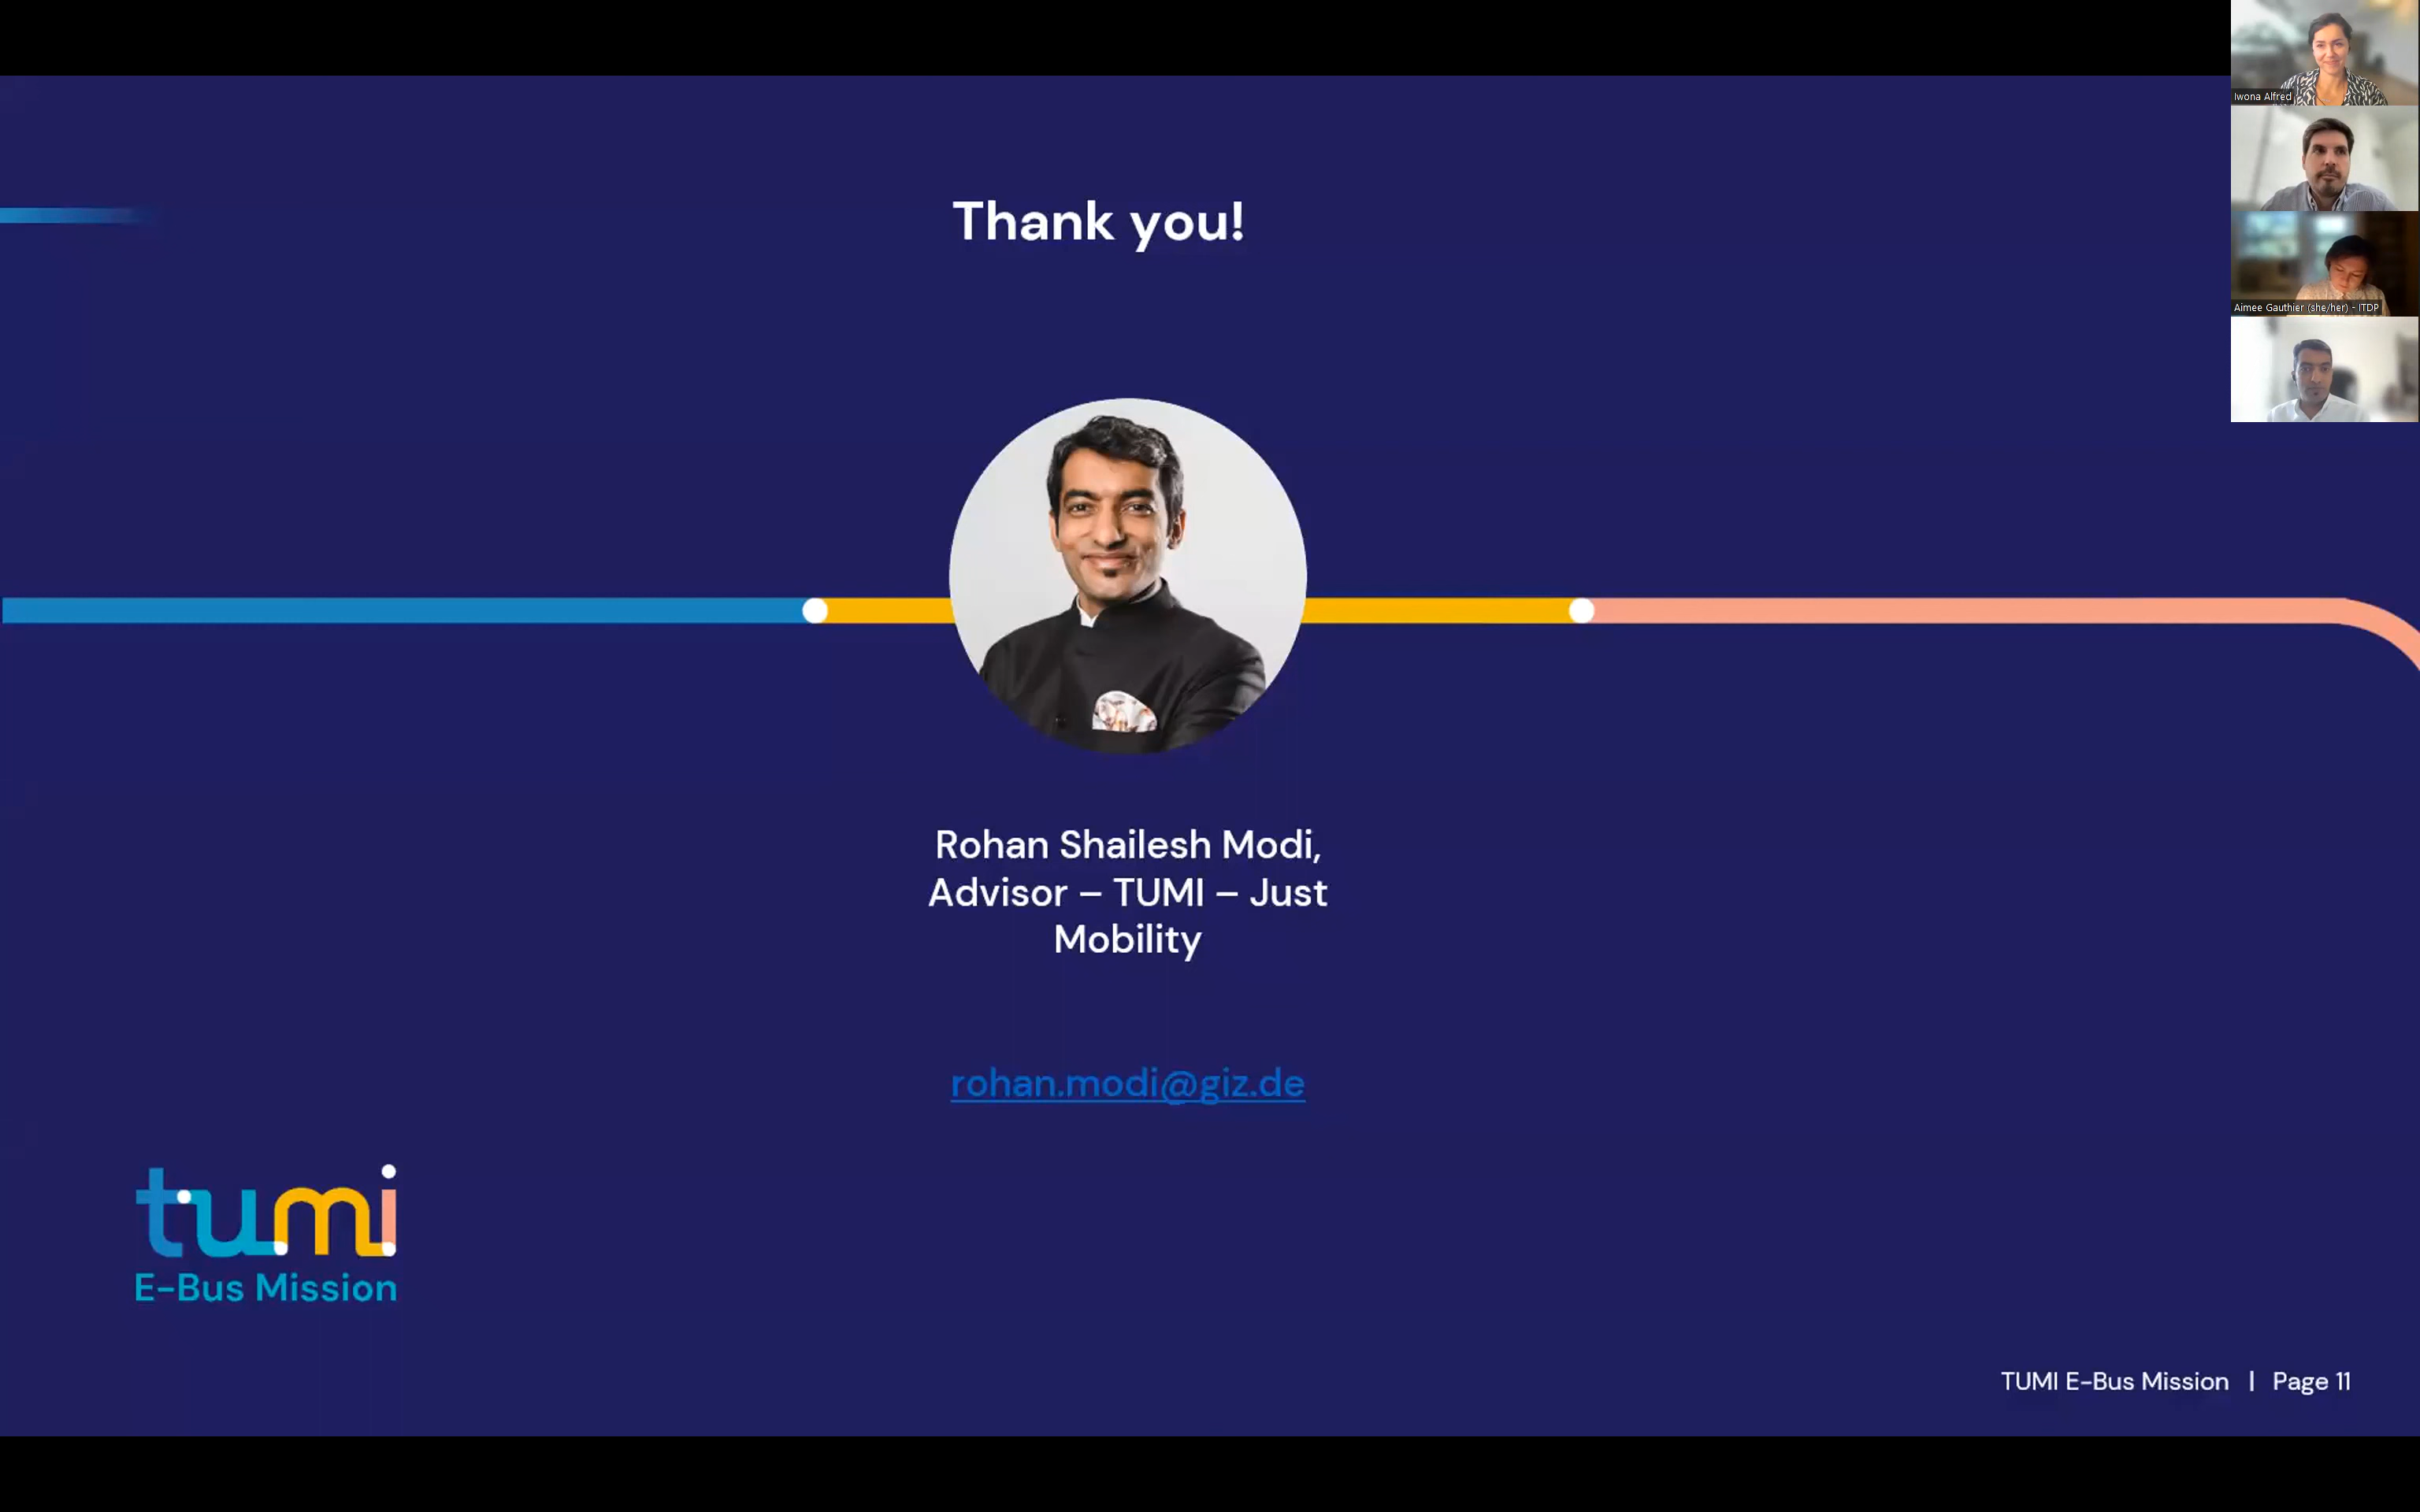 Thank you!
Rohan Shailesh Modi,
Advisor – TUMI – Just
Mobility
rohan.modi@giz.de
tumi
E-Bus Mission
TUMI E-Bus Mission | Page 11
Iwona Alfred
Aimee Gauthier (she/her) - ITDP